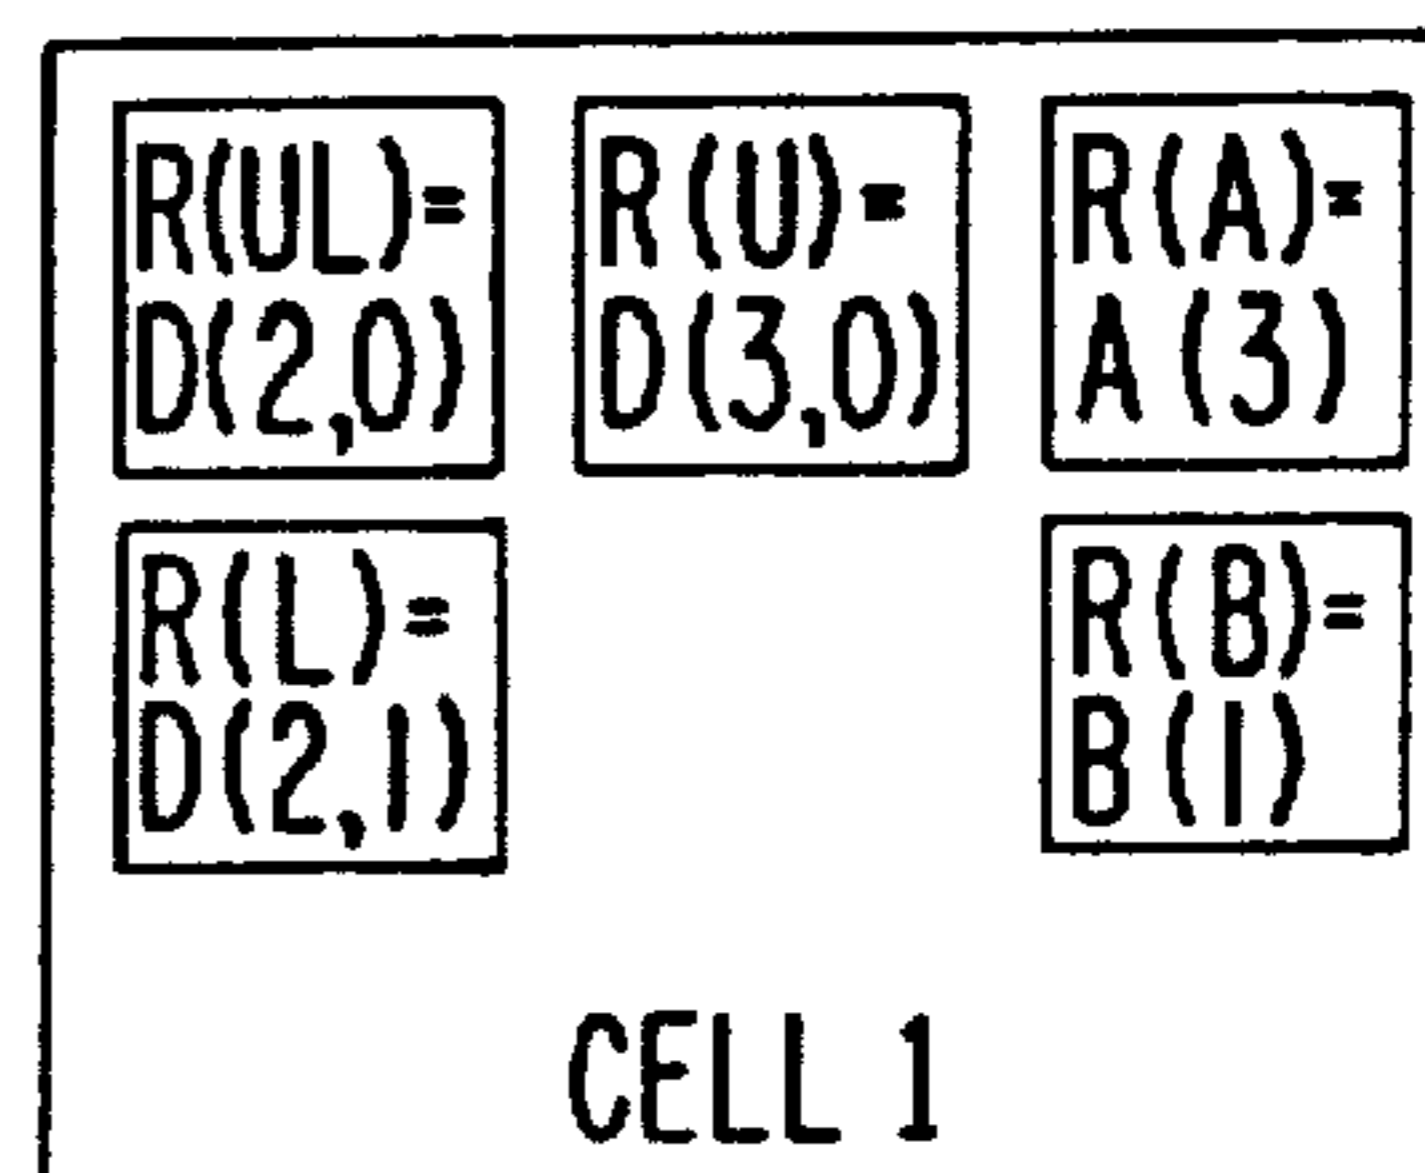 R(UL)=
D(2,0)
R(U)=
D(3,0)
R(A)=
A(3)
R(L)=
D(2,1)
R(B)=
B(1)
CELL 1